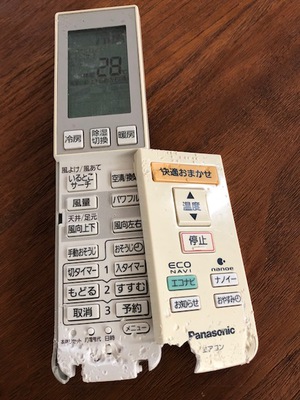 28
冷房
除湿
切換
暖房
風よけ/風あて
いるとこ
サーチ
空清/換気
風量
パワフル
天井/足元
風向上下
風向左右
手動おそうじ
おそうじ
切タイマー
1
入タイマー
もどる
2
すすむ
取消
3
予約
メニュー
日時
快適おまかせ
温度
停止
ECO
NAVI
nanoe
エコナビ
ナノイー
お知らせ
おやすみ
Panasonic
エアコン